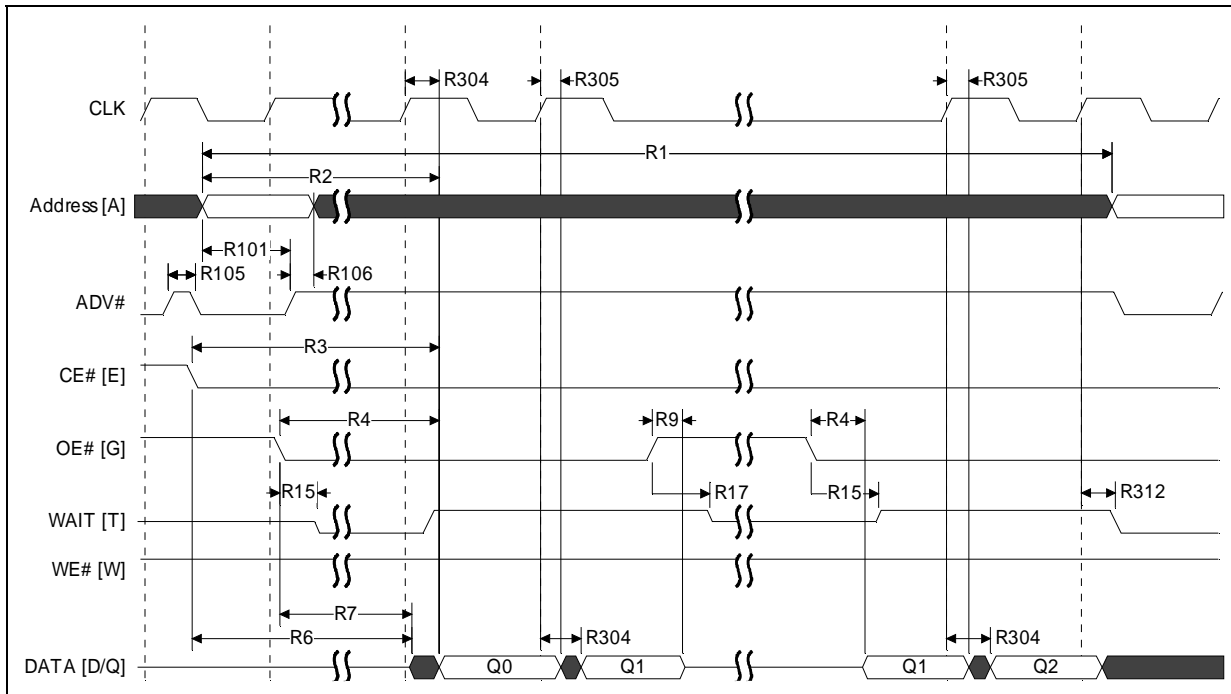 R304
R305
R305
CLK
R1
R2
Address [A]
R101
R105
R106
ADV#
R3
CE# [E]
R4
R9
R4
OE# [G]
R15
R17
R15
R312
WAIT [T]
WE# [W]
R7
R6
R304
R304
DATA [D/Q]
Q0
Q1
Q1
Q2